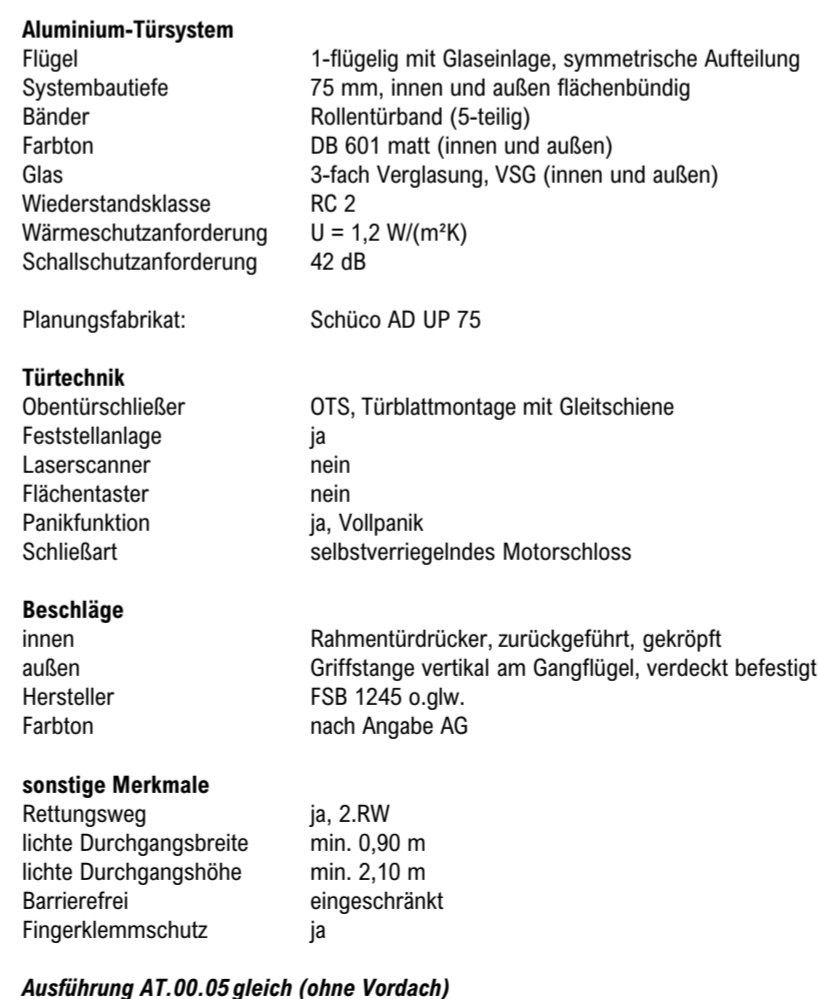 Aluminium-Türsystem
Flügel 1-flügelig mit Glaseinlage, symmetrische Aufteilung
Systembautiefe 75 mm, innen und außen flächenbündig
Bänder Rollentürband (5-teilig)
Farbton DB 601 matt (innen und außen)
Glas 3-fach Verglasung, VSG (innen und außen)
Wiederstandsklasse RC 2
Wärmeschutzanforderung U = 1,2 W/(m²K)
Schallschutzanforderung 42 dB
Planungsfabrikat: Schüco AD UP 75
Türtechnik
Obentürschließer OTS, Türblattmontage mit Gleitschiene
Feststellanlage ja
Laserscanner nein
Flächentaster nein
Panikfunktion ja, Vollpanik
Schließart selbstverriegelndes Motorschloss
Beschläge
innen Rahmentürdrücker, zurückgeführt, gekröpft
außen Griffstange vertikal am Gangflügel, verdeckt befestigt
Hersteller FSB 1245 o.glw.
Farbton nach Angabe AG
sonstige Merkmale
Rettungsweg ja, 2.RW
lichte Durchgangsbreite min. 0,90 m
lichte Durchgangshöhe min. 2,10 m
Barrierefrei eingeschränkt
Fingerklemmschutz ja
Ausführung AT.00.05 gleich (ohne Vordach)